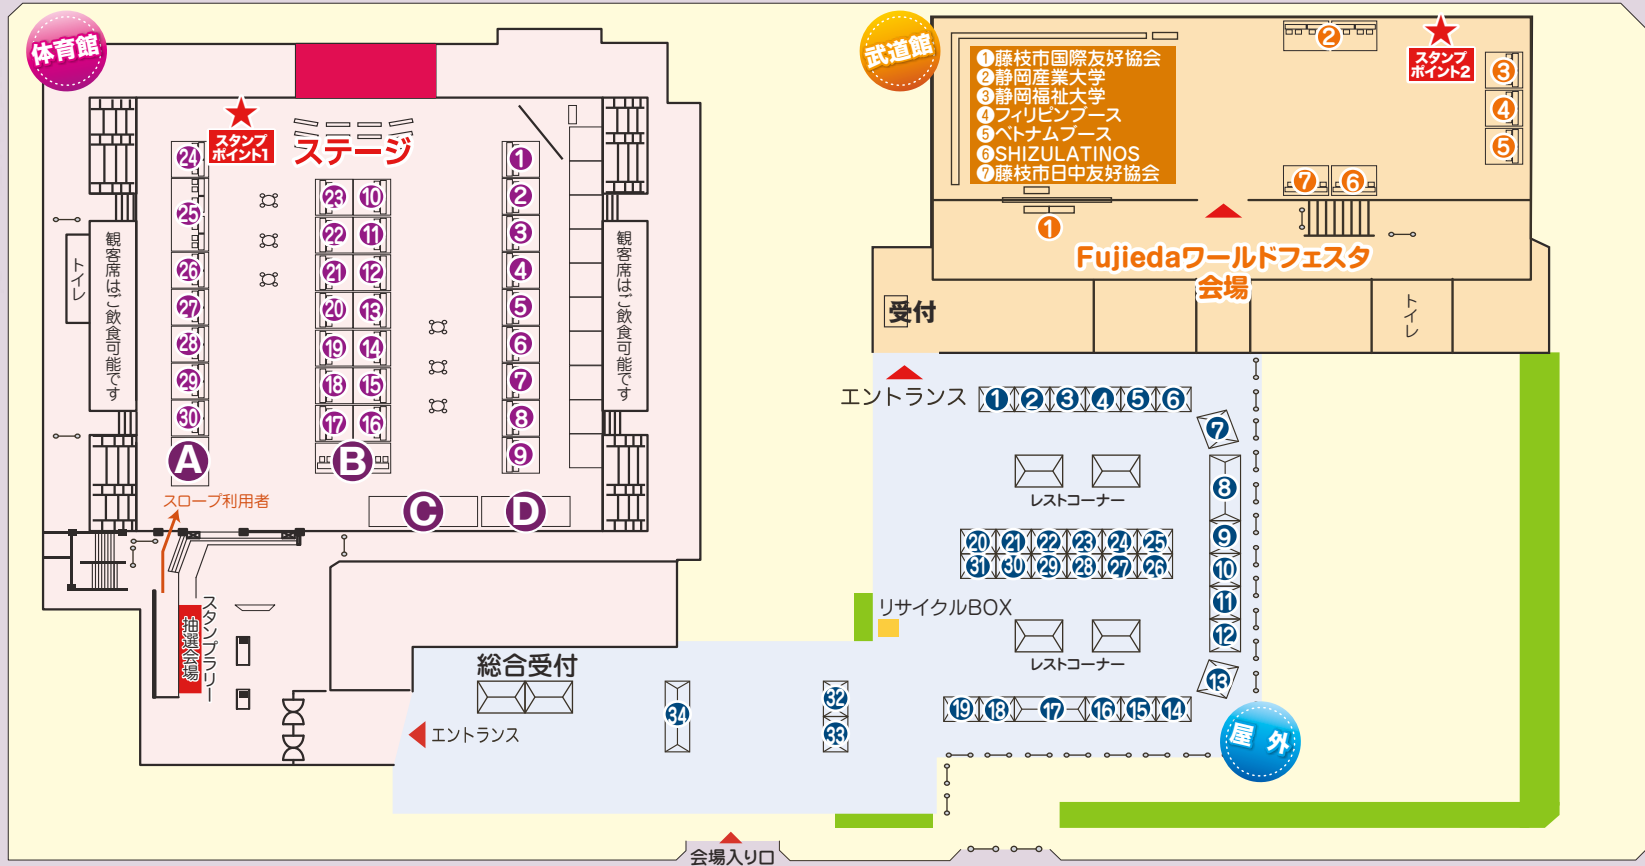 体育館
スタンプ
ポイント1
ステージ
24
25
26
27
28
29
30
A
23
10
22
11
21
12
20
13
19
14
18
15
17
16
B
1
2
3
4
5
6
7
8
9
C
D
トイレ
観客席はご飲食可能です
観客席はご飲食可能です
スロープ利用者
スタンプラリー
抽選会場
総合受付
エントランス
34
32
33
会場入り口
武道館
①藤枝市国際友好協会
②静岡産業大学
③静岡福祉大学
④フィリピンブース
⑤ベトナムブース
⑥SHIZULATINOS
⑦藤枝市日中友好協会
2
スタンプ
ポイント2
3
4
5
7
6
1
Fujiedaワールドフェスタ
会場
受付
トイレ
エントランス
1
2
3
4
5
6
7
レストコーナー
8
9
10
11
12
13
20
21
22
23
24
25
31
30
29
28
27
26
リサイクルBOX
レストコーナー
19
18
17
16
15
14
屋外